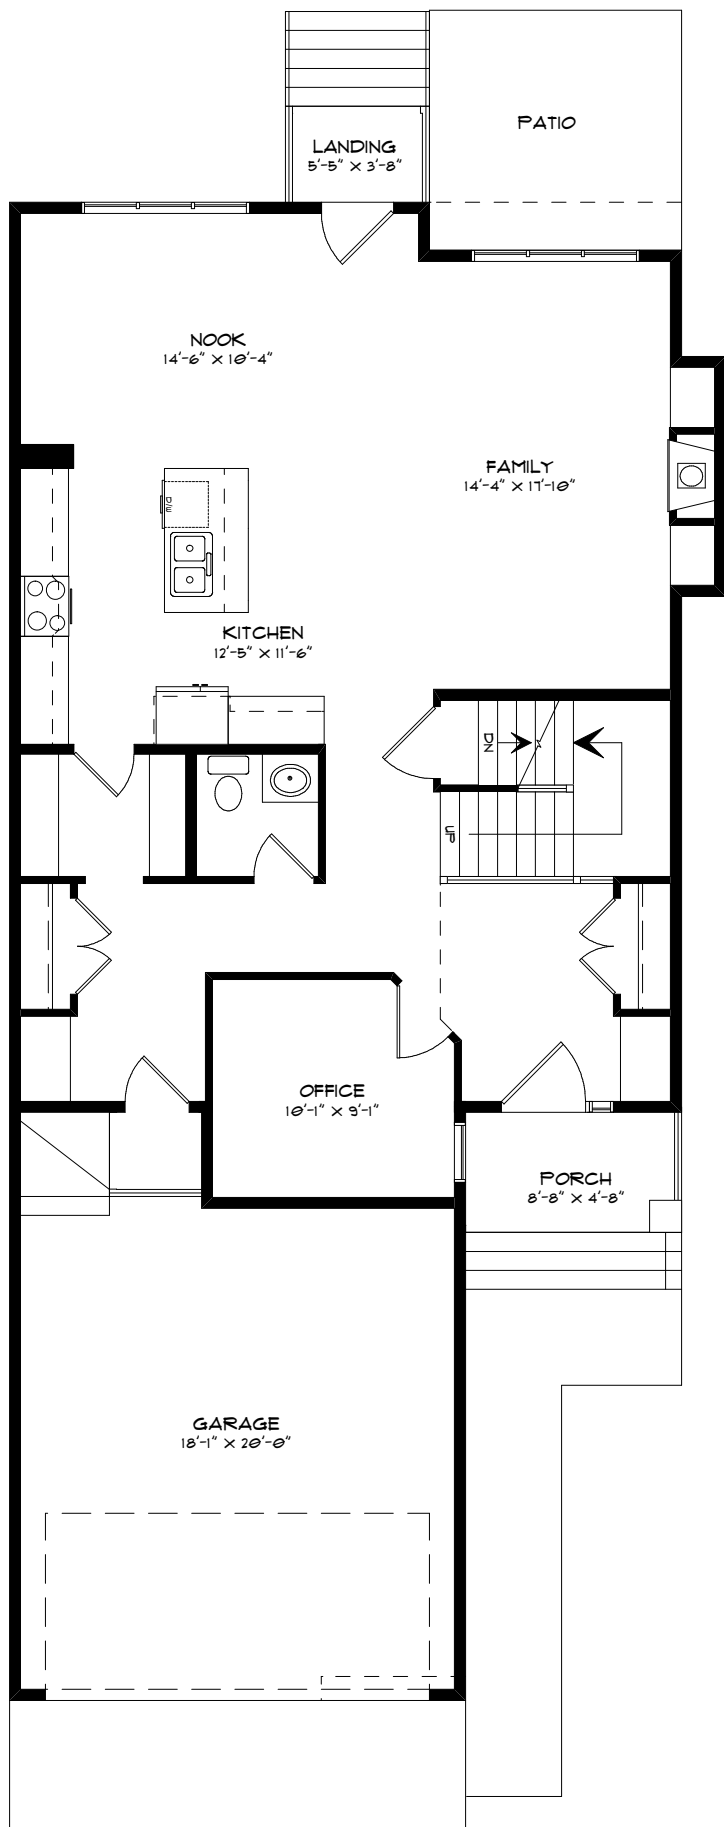 PATIO
LANDING
5'-5" X 3'-8"
NOOK
14'-6" X 10'-4"
FAMILY
14'-4" X 17'-10"
D/W
KITCHEN
12'-5" X 11'-6"
DN
UP
OFFICE
10'-1" X 9'-1"
PORCH
8'-8" X 4'-8"
GARAGE
18'-1" X 20'-0"